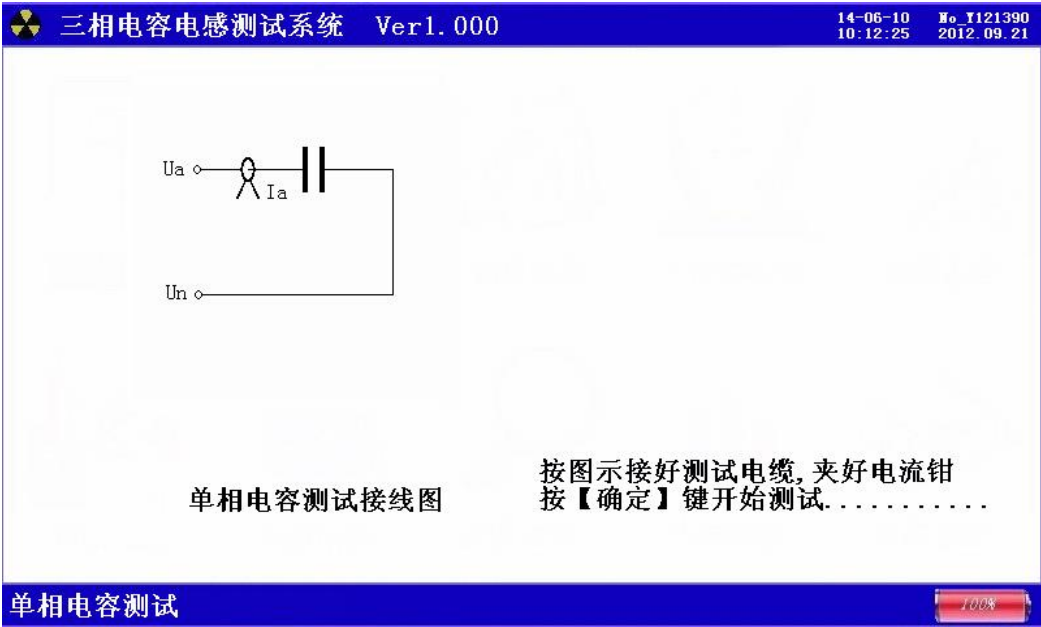 三相电容电感测试系统 Ver1.000
14-06-10
10:12:25
No_Y121390
2012.09.21
Ua
Ia
Un
单相电容测试接线图
按图示接好测试电缆,夹好电流钳
按【确定】键开始测试...........
单相电容测试
100%